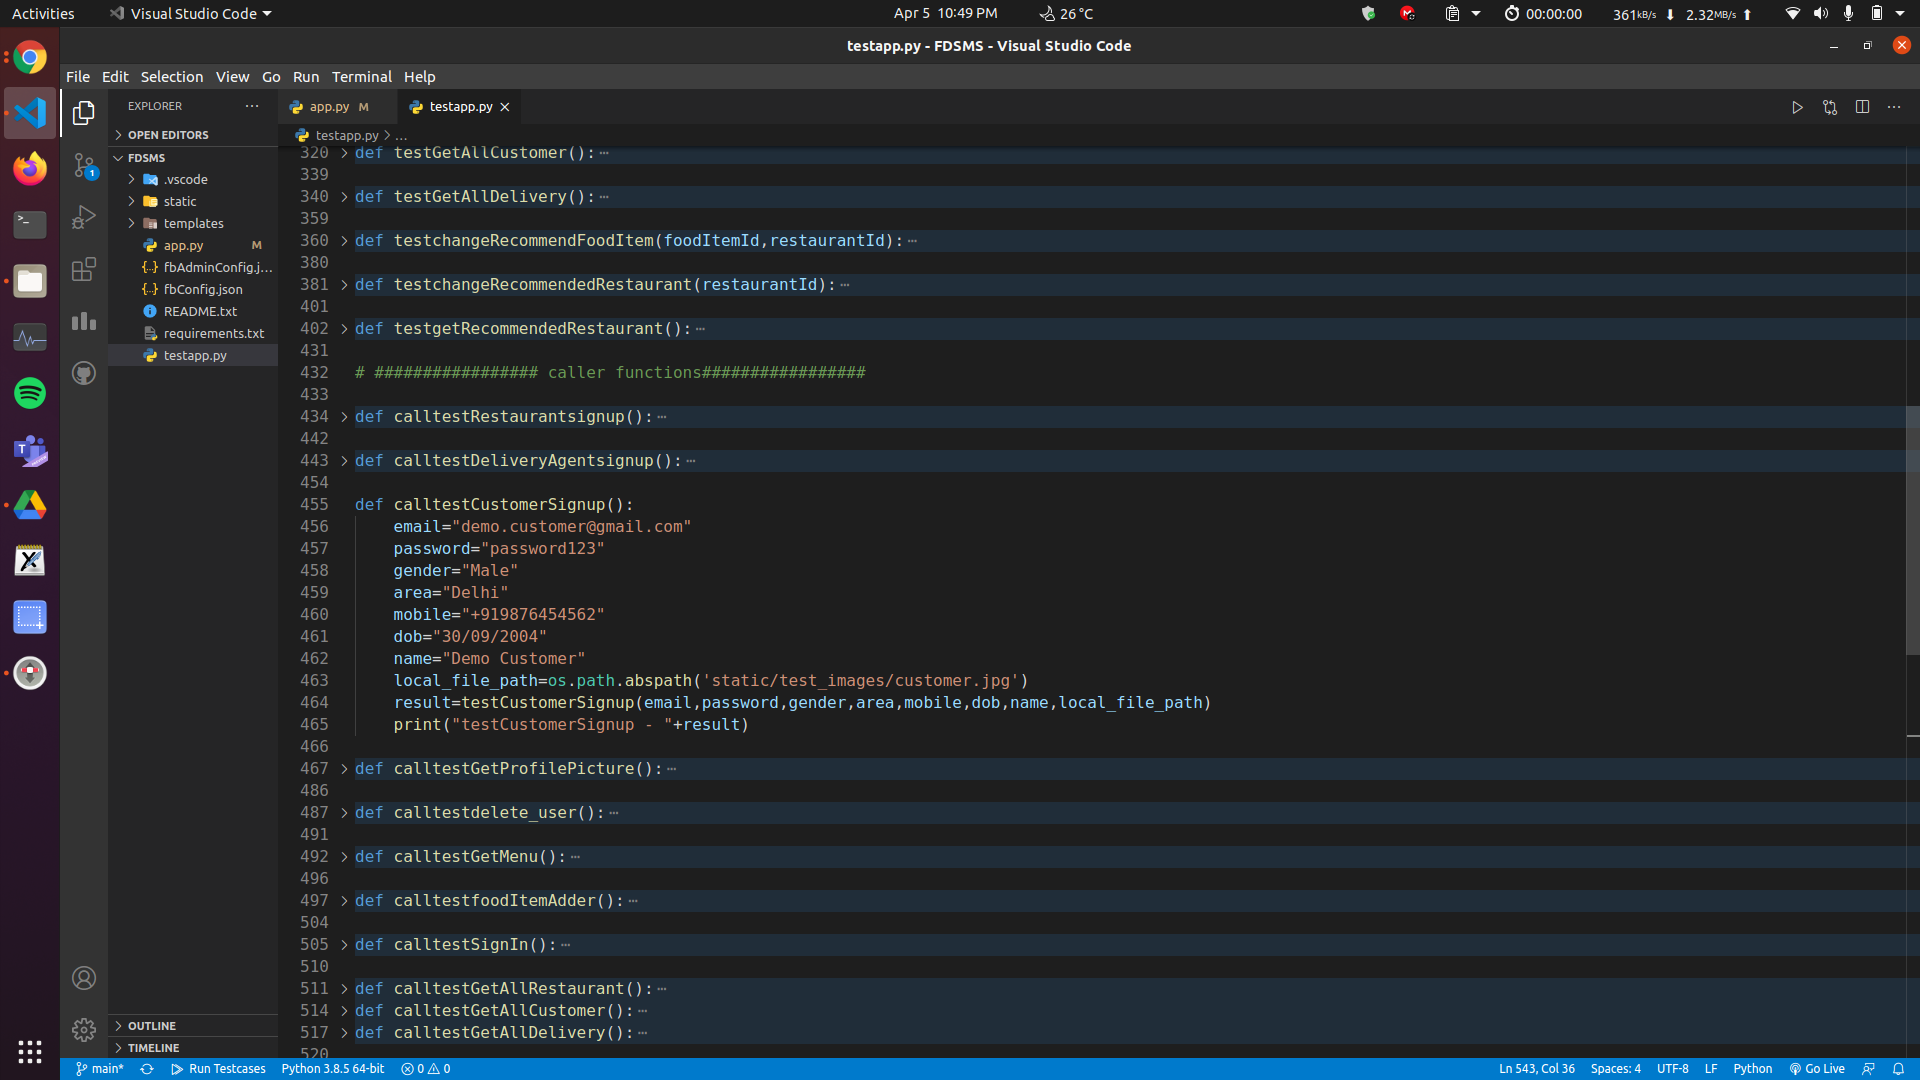 Activities Visual Studio Code Apr 5 10:49 PM 26 °C 00:00:00 361kB/s 2.32MB/s
testapp.py - FDSMS - Visual Studio Code
File Edit Selection View Go Run Terminal Help
EXPLORER ··· app.py M testapp.py
OPEN EDITORS
testapp.py > ...
FDSMS
.vscode
static
templates
app.py M
fbAdminConfig.j...
fbConfig.json
README.txt
requirements.txt
testapp.py
OUTLINE
TIMELINE
320 def testGetAllCustomer():···
339
340 def testGetAllDelivery():···
359
360 def testchangeRecommendFoodItem(foodItemId,restaurantId):···
380
381 def testchangeRecommendedRestaurant(restaurantId):···
401
402 def testgetRecommendedRestaurant():···
431
432 # ################# caller functions#################
433
434 def calltestRestaurantsignup():···
442
443 def calltestDeliveryAgentsignup():···
454
455 def calltestCustomerSignup():
456 email="demo.customer@gmail.com"
457 password="password123"
458 gender="Male"
459 area="Delhi"
460 mobile="+919876454562"
461 dob="30/09/2004"
462 name="Demo Customer"
463 local_file_path=os.path.abspath('static/test_images/customer.jpg')
464 result=testCustomerSignup(email,password,gender,area,mobile,dob,name,local_file_path)
465 print("testCustomerSignup - "+result)
466
467 def calltestGetProfilePicture():···
486
487 def calltestdelete_user():···
491
492 def calltestGetMenu():···
496
497 def calltestfoodItemAdder():···
504
505 def calltestSignIn():···
510
511 def calltestGetAllRestaurant():···
514 def calltestGetAllCustomer():···
517 def calltestGetAllDelivery():···
520
main* Run Testcases Python 3.8.5 64-bit 0 0 Ln 543, Col 36 Spaces: 4 UTF-8 LF Python Go Live